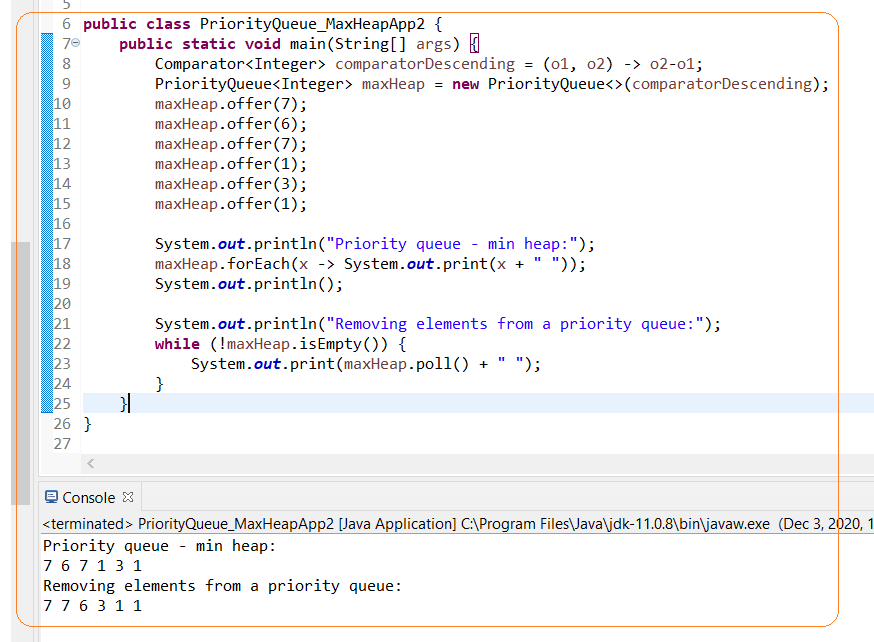 5
6 public class PriorityQueue_MaxHeapApp2 {
7 public static void main(String[] args) {
8 Comparator<Integer> comparatorDescending = (o1, o2) -> o2-o1;
9 PriorityQueue<Integer> maxHeap = new PriorityQueue<>(comparatorDescending);
10 maxHeap.offer(7);
11 maxHeap.offer(6);
12 maxHeap.offer(7);
13 maxHeap.offer(1);
14 maxHeap.offer(3);
15 maxHeap.offer(1);
16
17 System.out.println("Priority queue - min heap:");
18 maxHeap.forEach(x -> System.out.print(x + " "));
19 System.out.println();
20
21 System.out.println("Removing elements from a priority queue:");
22 while (!maxHeap.isEmpty()) {
23 System.out.print(maxHeap.poll() + " ");
24 }
25 }
26 }
27
Console
<terminated> PriorityQueue_MaxHeapApp2 [Java Application] C:\Program Files\Java\jdk-11.0.8\bin\javaw.exe (Dec 3, 2020, 1
Priority queue - min heap:
7 6 7 1 3 1
Removing elements from a priority queue:
7 7 6 3 1 1